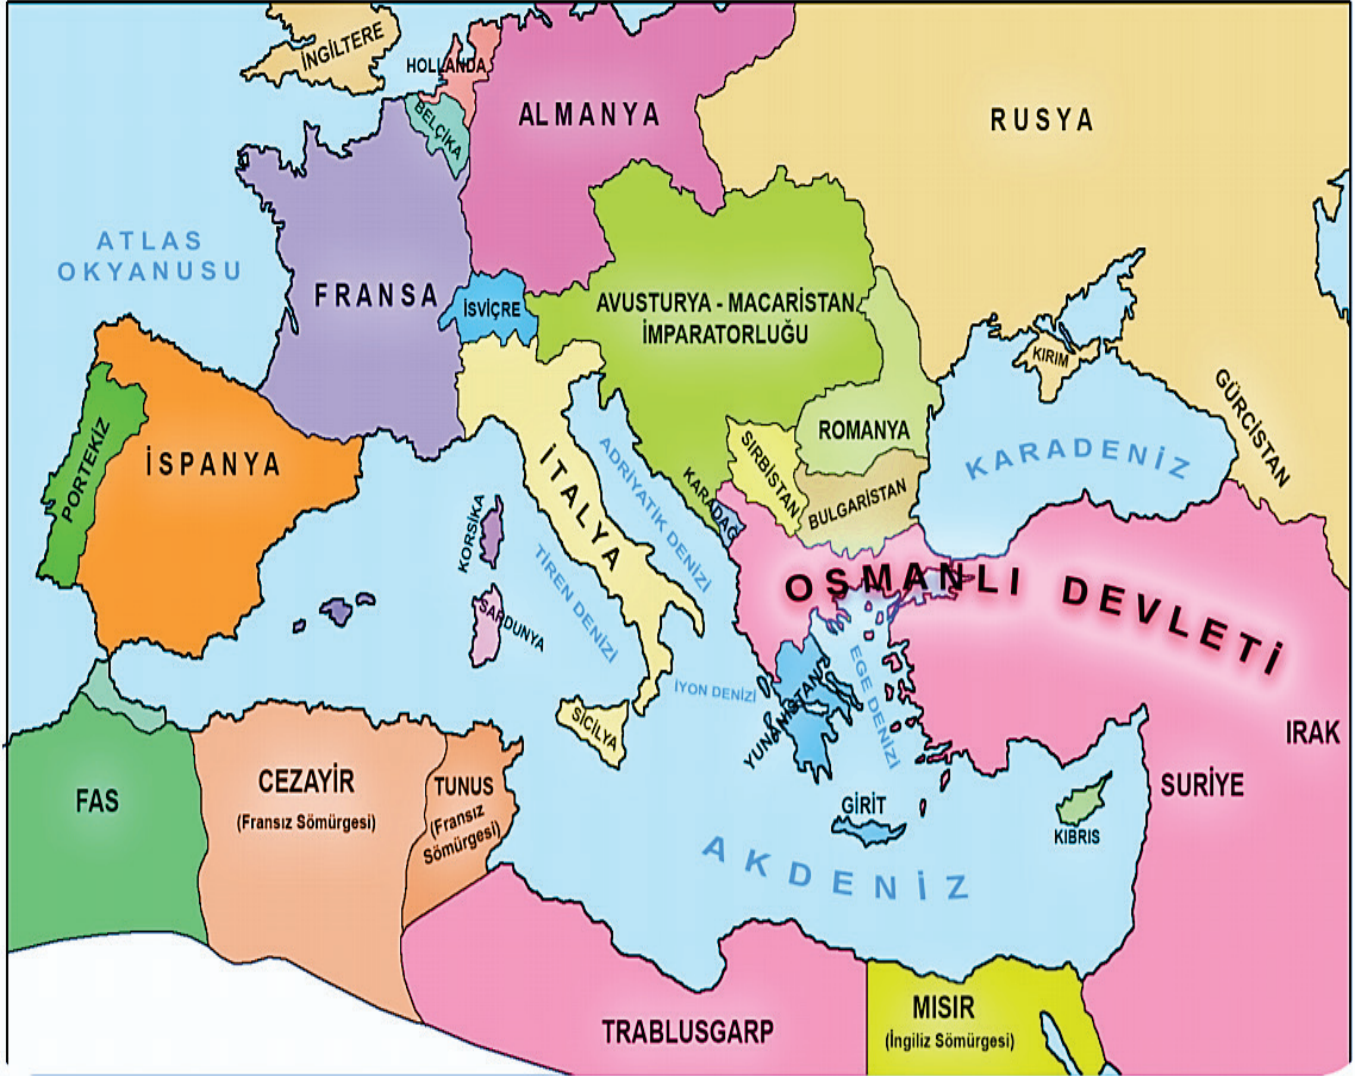 İNGİLTERE
HOLLANDA
BELÇİKA
ALMANYA
RUSYA
ATLAS
OKYANUSU
FRANSA
İSVİÇRE
AVUSTURYA - MACARİSTAN
İMPARATORLUĞU
KIRIM
GÜRCİSTAN
PORTEKİZ
İSPANYA
İTALYA
ADRİYATİK DENİZİ
ROMANYA
SIRBİSTAN
KARADAĞ
BULGARİSTAN
KARADENİZ
KORSİKA
SARDUNYA
TİREN DENİZİ
OSMANLI DEVLETİ
İYON DENİZİ
YUNANİSTAN
EGE DENİZİ
SİCİLYA
IRAK
SURİYE
FAS
CEZAYİR
(Fransız Sömürgesi)
TUNUS
(Fransız
Sömürgesi)
GİRİT
KIBRIS
AKDENİZ
TRABLUSGARP
MISIR
(İngiliz Sömürgesi)